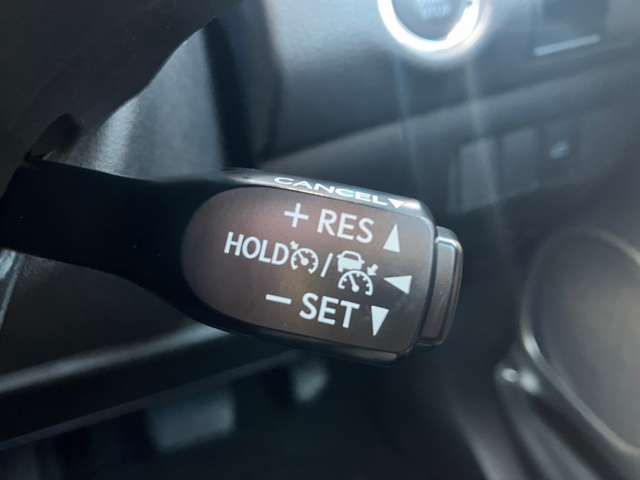 CANCEL
+ RES
HOLD /
− SET